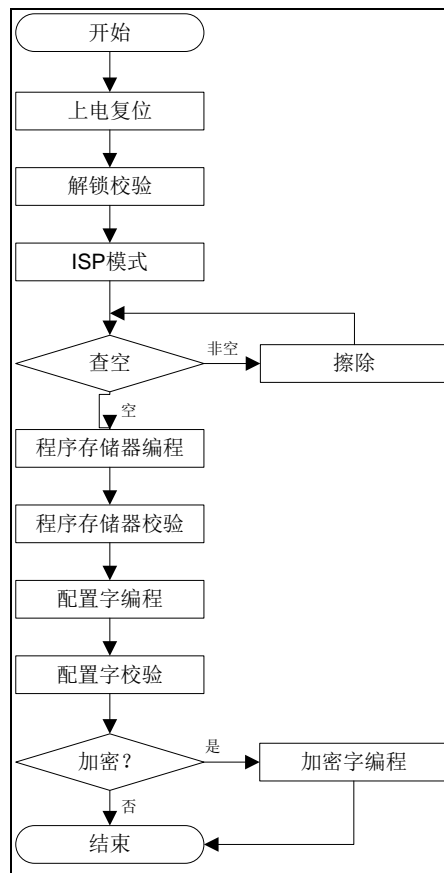 开始
上电复位
解锁校验
ISP模式
查空
非空
擦除
空
程序存储器编程
程序存储器校验
配置字编程
配置字校验
加密？
是
加密字编程
否
结束